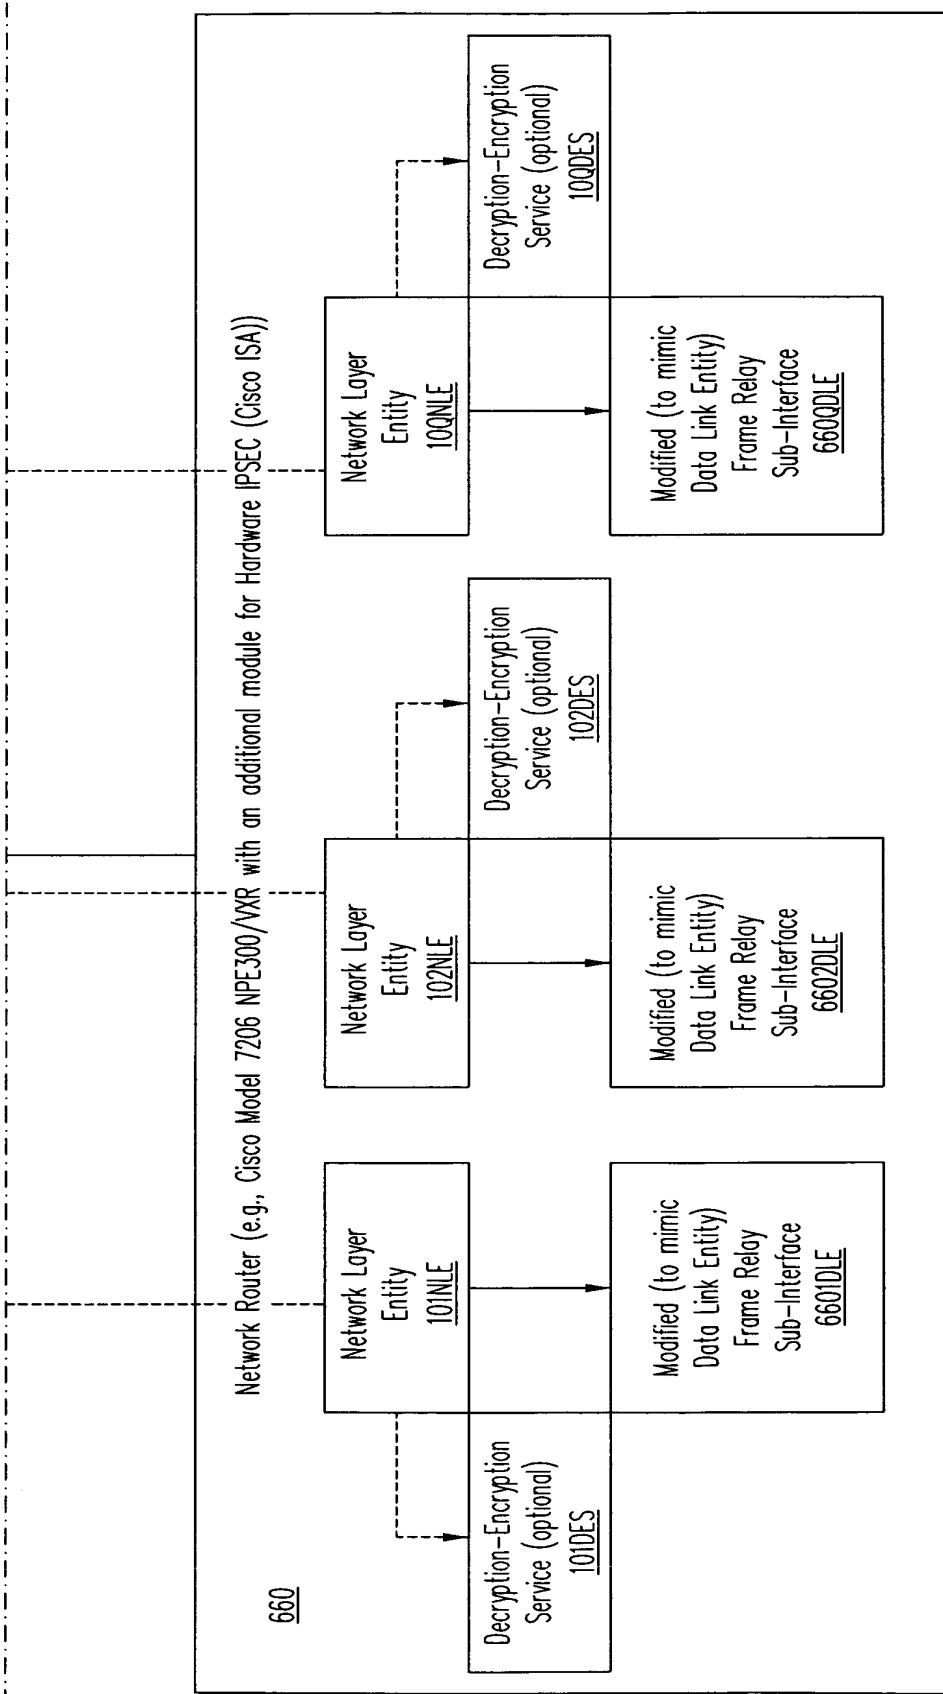 Network Router (e.g., Cisco Model 7206 NPE300/VXR with an additional module for Hardware IPSEC (Cisco ISA))
660
Network Layer
Entity
101NLE
Decryption-Encryption
Service (optional)
101DES
Modified (to mimic
Data Link Entity)
Frame Relay
Sub-Interface
6601DLE
Network Layer
Entity
102NLE
Decryption-Encryption
Service (optional)
102DES
Modified (to mimic
Data Link Entity)
Frame Relay
Sub-Interface
6602DLE
Network Layer
Entity
10QNLE
Decryption-Encryption
Service (optional)
10QDES
Modified (to mimic
Data Link Entity)
Frame Relay
Sub-Interface
660QDLE